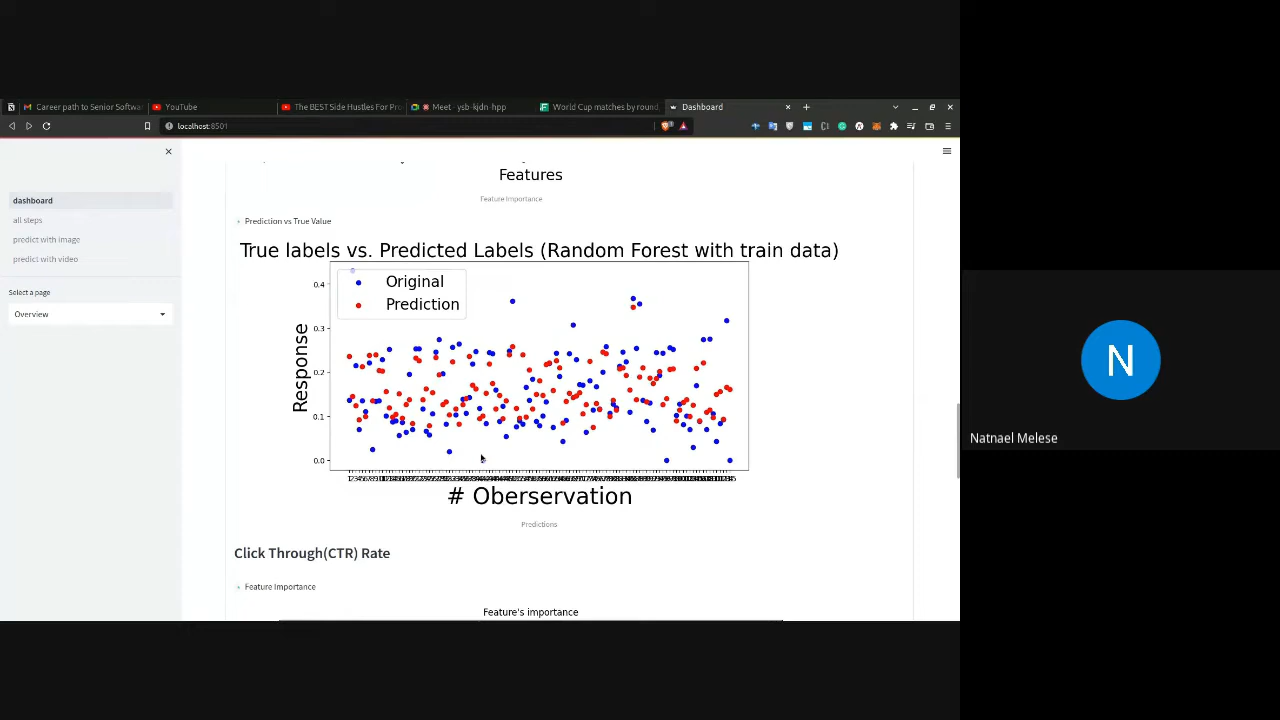 Career path to Senior Softwa
YouTube
The BEST Side Hustles For Pro
Meet - ysb-kjdn-hpp
World Cup matches by round,
Dashboard
localhost:8501
dashboard
all steps
predict with image
predict with video
Select a page
Overview
Features
Feature Importance
Prediction vs True Value
True labels vs. Predicted Labels (Random Forest with train data)
Original
Prediction
0.4
0.3
0.2
0.1
0.0
Response
# Oberservation
Predictions
Click Through(CTR) Rate
Feature Importance
Feature's importance
N
Natnael Melese